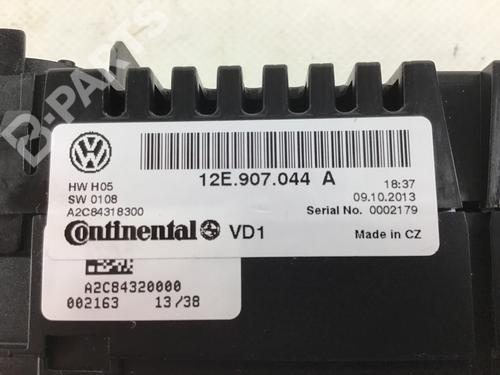 B-PARTS
12E.907.044 A
HW H05
18:37
SW 0108
09.10.2013
A2C84318300
Serial No. 0002179
Continental VD1
Made in CZ
A2C84320000
002163 13/38